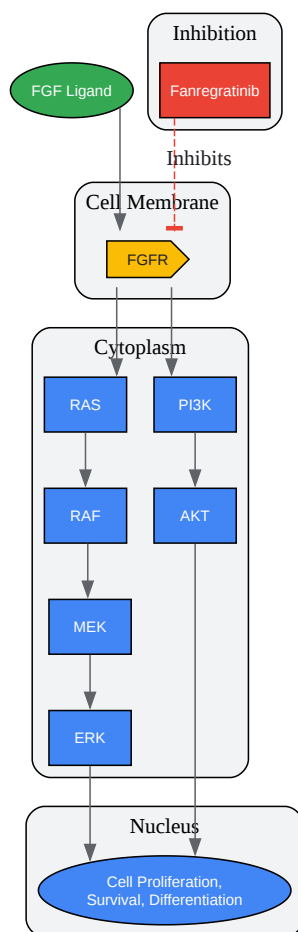 Inhibition
FGF Ligand
Fanregratinib
Inhibits
Cell Membrane
FGFR
Cytoplasm
RAS
PI3K
RAF
AKT
MEK
ERK
Nucleus
Cell Proliferation,
Survival, Differentiation